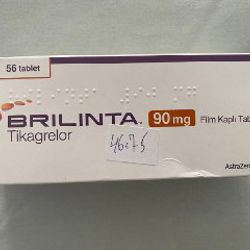 56 tablet
BRILINTA. 90 mg Film Kaplı Tab
Tikagrelor
AstraZen